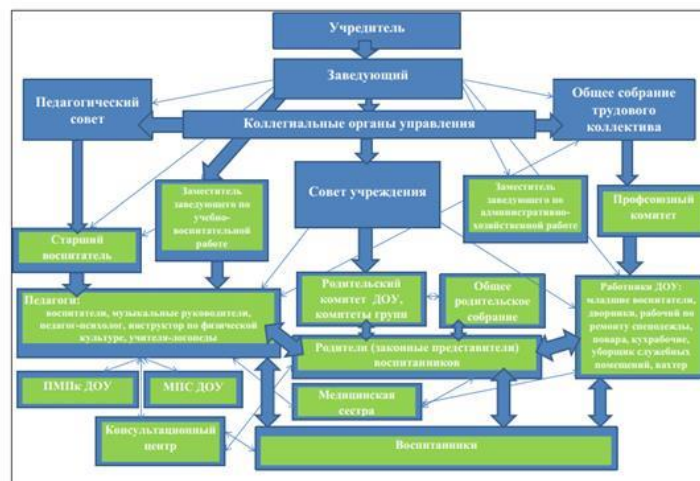 Учредитель
Заведующий
Педагогический
совет
Общее собрание
трудового
коллектива
Коллегиальные органы управления
Заместитель
заведующего по
учебно-
воспитательной
работе
Совет учреждения
Заместитель
заведующего по
административно-
хозяйственной работе
Профсоюзный
комитет
Старший
воспитатель
Педагоги:
воспитатели, музыкальные руководители,
педагог-психолог, инструктор по физической
культуре, учителя-логопеды
Родительский
комитет ДОУ,
комитеты групп
Общее
родительское
собрание
Работники ДОУ:
младшие воспитатели,
дворники, рабочий по
ремонту спецодежды,
повара, кухрабочие,
уборщик служебных
помещений, вахтер
Родители (законные представители)
воспитанников
ПМПк ДОУ
МПС ДОУ
Медицинская
сестра
Консультационный
центр
Воспитанники